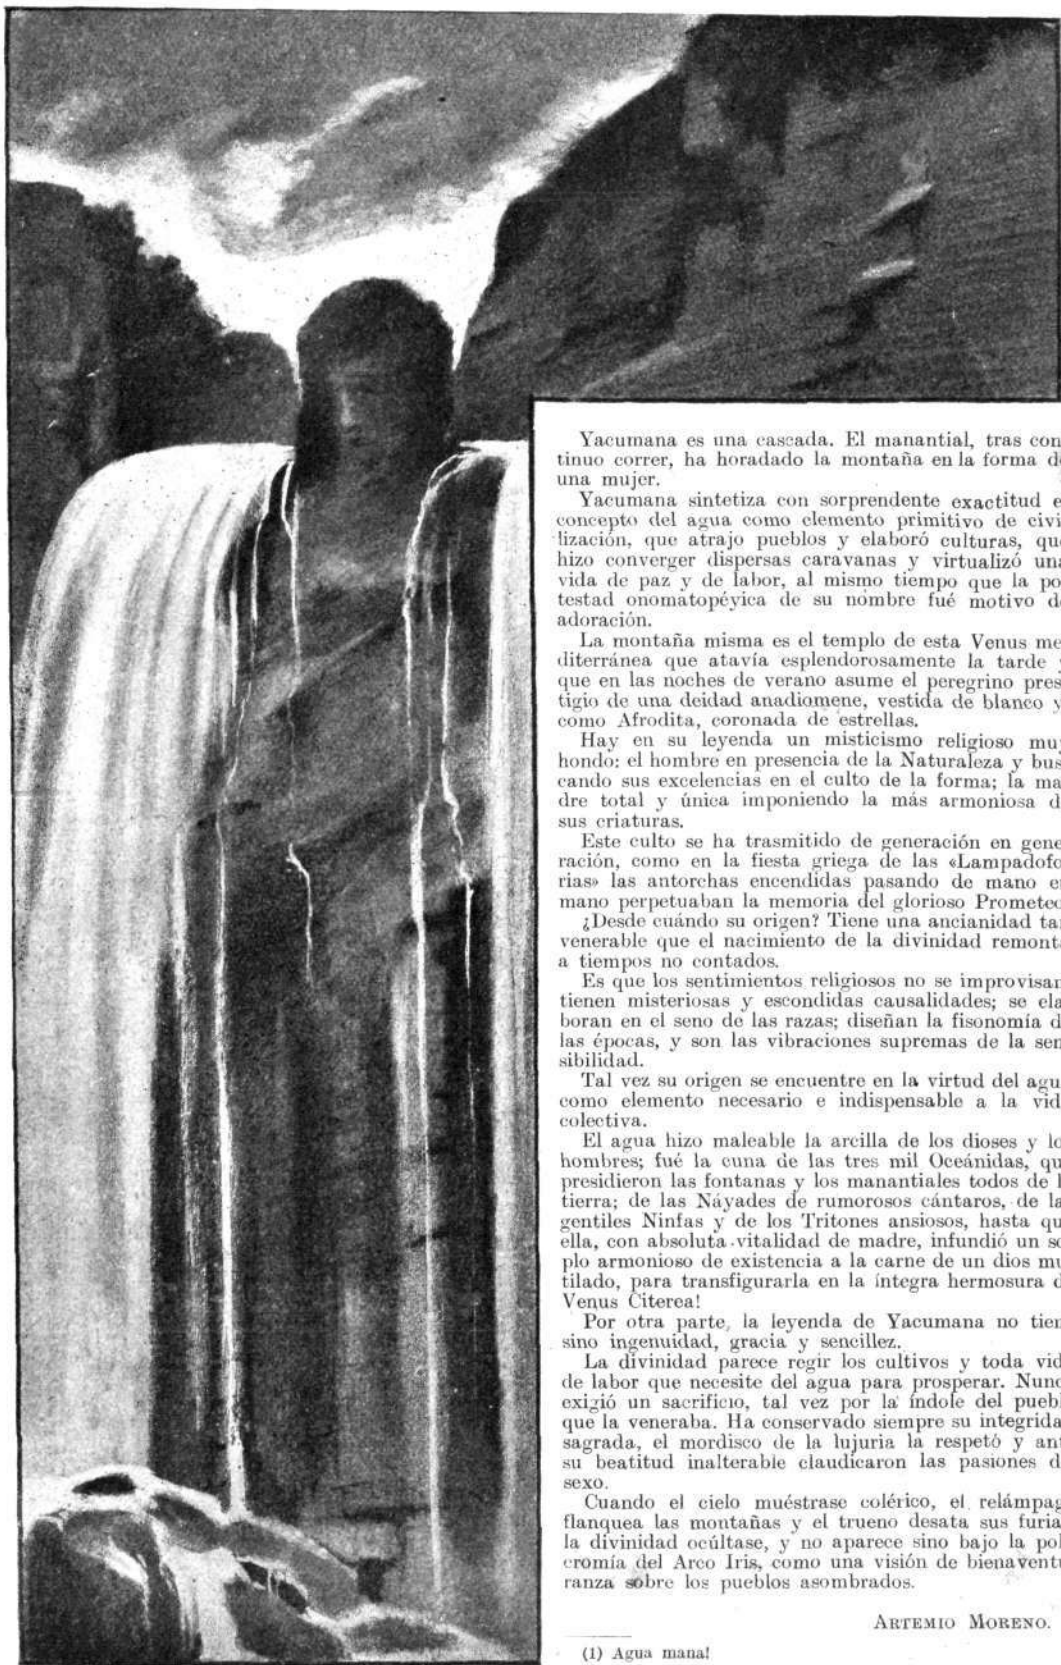 Yacumana es una cascada. El manantial, tras con
tinuo correr, ha horadado la montaña en la forma d
una mujer.
Yacumana sintetiza con sorprendente exactitud e
concepto del agua como elemento primitivo de civi
lización, que atrajo pueblos y elaboró culturas, que
hizo converger dispersas caravanas y virtualizó una
vida de paz y de labor, al mismo tiempo que la po
testad onomatopéyica de su nombre fué motivo de
adoración.
La montaña misma es el templo de esta Venus me
diterránea que atavía esplendorosamente la tarde y
que en las noches de verano asume el peregrino pres
tigio de una deidad anadiomene, vestida de blanco y
como Afrodita, coronada de estrellas.
Hay en su leyenda un misticismo religioso muy
hondo: el hombre en presencia de la Naturaleza y bus
cando sus excelencias en el culto de la forma; la ma
dre total y única imponiendo la más armoniosa d
sus criaturas.
Este culto se ha trasmitido de generación en gene
ración, como en la fiesta griega de las «Lampadofo
rias» las antorchas encendidas pasando de mano en
mano perpetuaban la memoria del glorioso Prometeo
¿Desde cuándo su origen? Tiene una ancianidad tan
venerable que el nacimiento de la divinidad remonta
a tiempos no contados.
Es que los sentimientos religiosos no se improvisan
tienen misteriosas y escondidas causalidades; se ela
boran en el seno de las razas; diseñan la fisonomía d
las épocas, y son las vibraciones supremas de la sen
sibilidad.
Tal vez su origen se encuentre en la virtud del agu
como elemento necesario e indispensable a la vid
colectiva.
El agua hizo maleable la arcilla de los dioses y lo
hombres; fué la cuna de las tres mil Oceánidas, qu
presidieron las fontanas y los manantiales todos de l
tierra; de las Náyades de rumorosos cántaros, de la
gentiles Ninfas y de los Tritones ansiosos, hasta qu
ella, con absoluta vitalidad de madre, infundió un so
plo armonioso de existencia a la carne de un dios mu
tilado, para transfigurarla en la íntegra hermosura d
Venus Citerea!
Por otra parte, la leyenda de Yacumana no tien
sino ingenuidad, gracia y sencillez.
La divinidad parece regir los cultivos y toda vid
de labor que necesite del agua para prosperar. Nunc
exigió un sacrificio, tal vez por la índole del puebl
que la veneraba. Ha conservado siempre su integrida
sagrada, el mordisco de la lujuria la respetó y ant
su beatitud inalterable claudicaron las pasiones d
sexo.
Cuando el cielo muéstrase colérico, el relámpag
flanquea las montañas y el trueno desata sus furia
la divinidad ocúltase, y no aparece sino bajo la pol
cromía del Arco Iris, como una visión de bienaventu
ranza sobre los pueblos asombrados.
ARTEMIO MORENO.
(1) Agua mana!